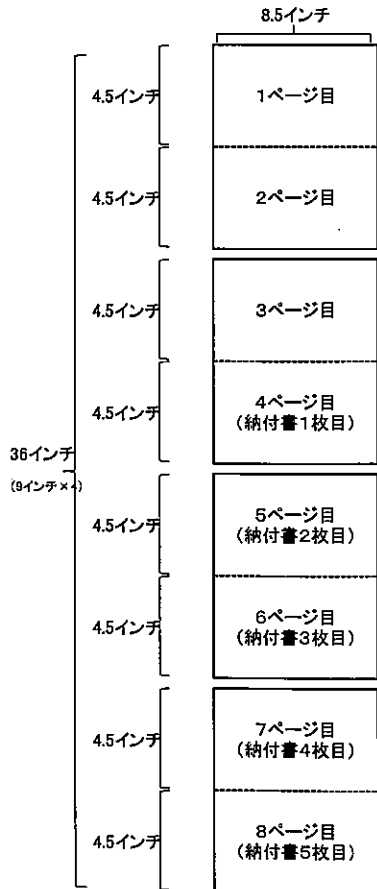 8.5インチ
4.5インチ
1ページ目
4.5インチ
2ページ目
4.5インチ
3ページ目
4.5インチ
4ページ目
(納付書1枚目)
36インチ
(9インチ×4)
4.5インチ
5ページ目
(納付書2枚目)
4.5インチ
6ページ目
(納付書3枚目)
4.5インチ
7ページ目
(納付書4枚目)
4.5インチ
8ページ目
(納付書5枚目)